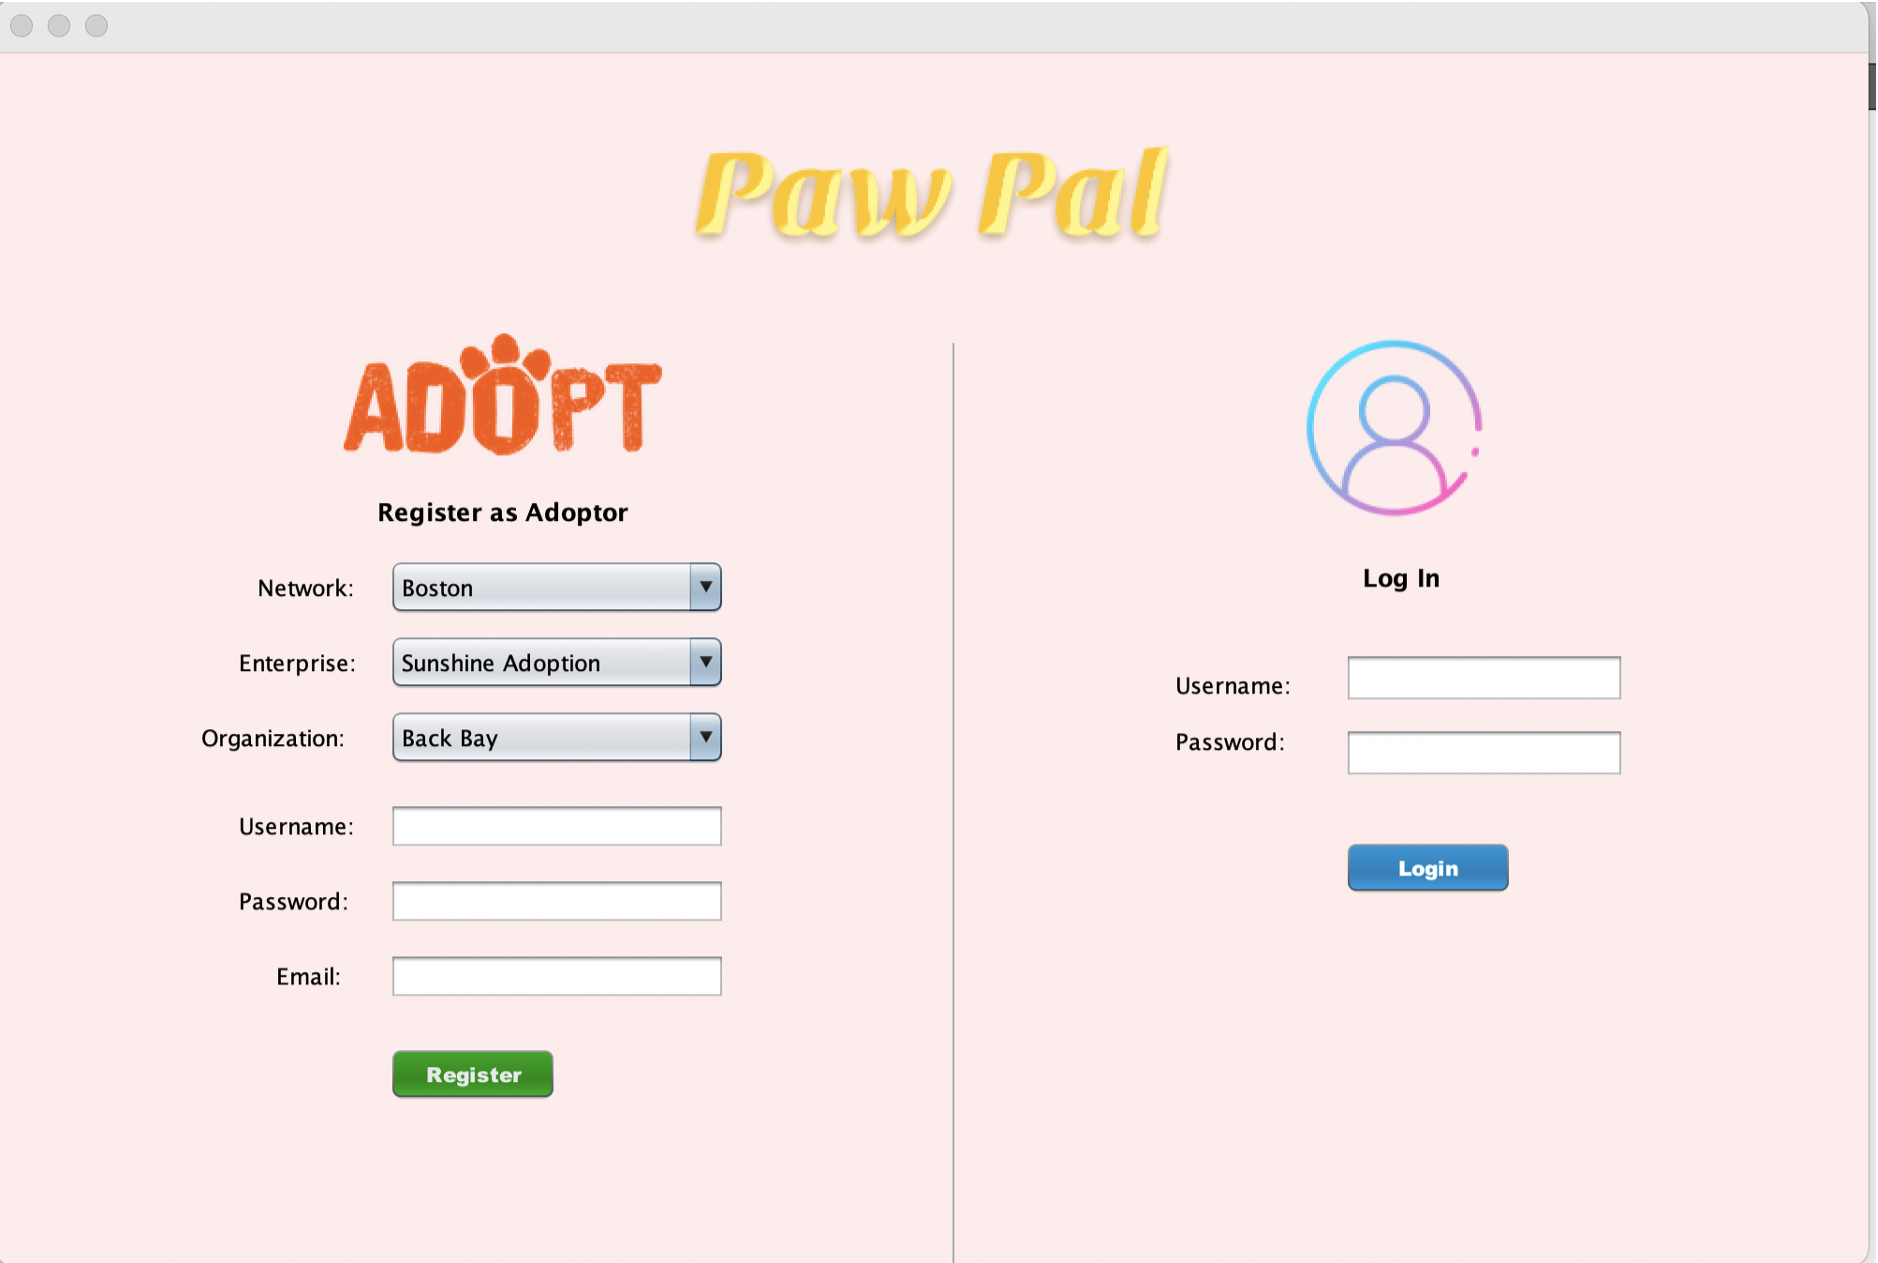 Paw Pal
ADOPT
Register as Adoptor
Network: Boston
Enterprise: Sunshine Adoption
Organization: Back Bay
Username:
Password:
Email:
Register
Log In
Username:
Password:
Login